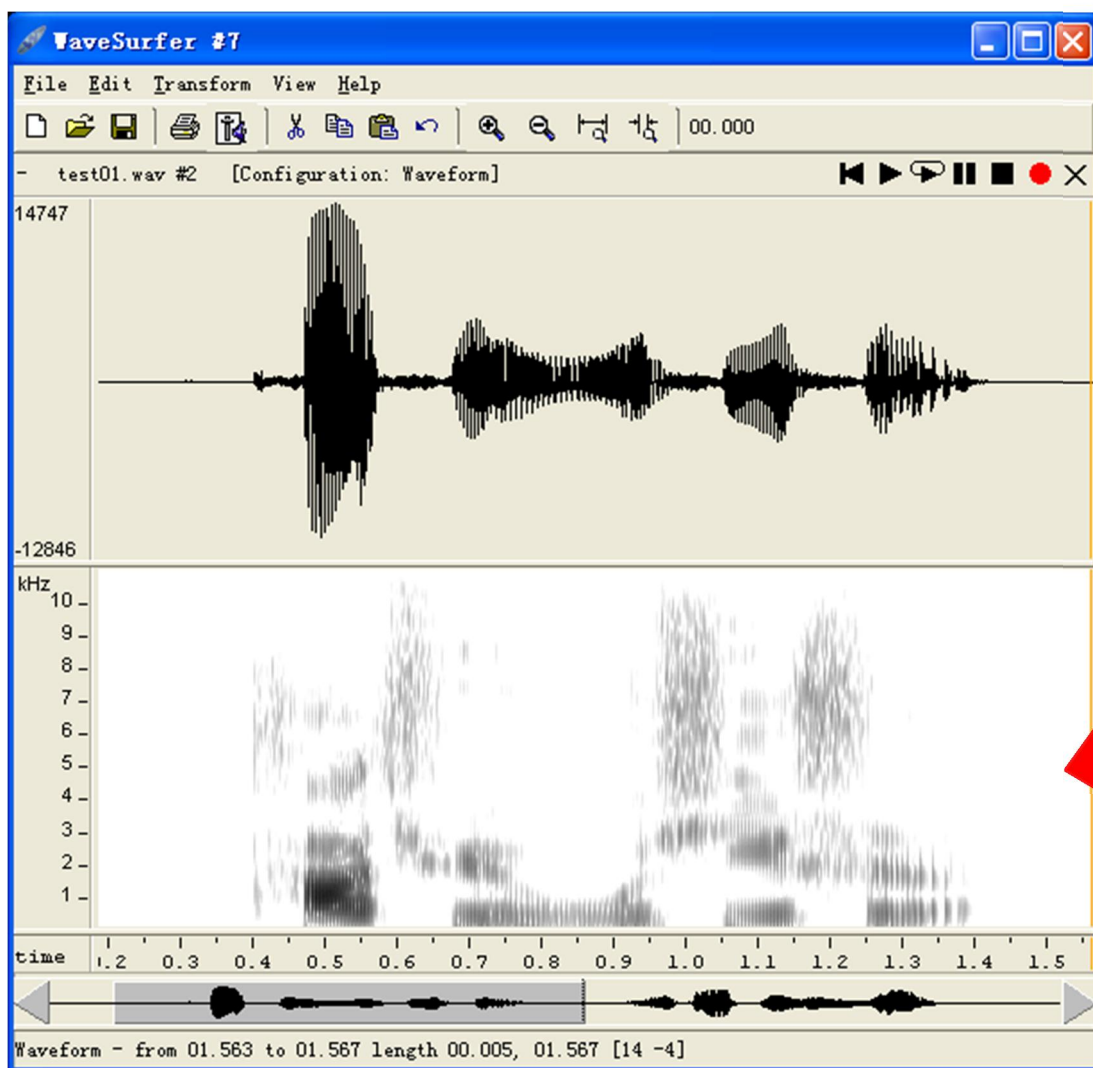 WaveSurfer #7
File Edit Transform View Help
00.000
- test01.wav #2 [Configuration: Waveform]
14747
-12846
kHz
10
9
8
7
6
5
4
3
2
1
time 1.2 0.3 0.4 0.5 0.6 0.7 0.8 0.9 1.0 1.1 1.2 1.3 1.4 1.5
Waveform - from 01.563 to 01.567 length 00.005, 01.567 [14 -4]